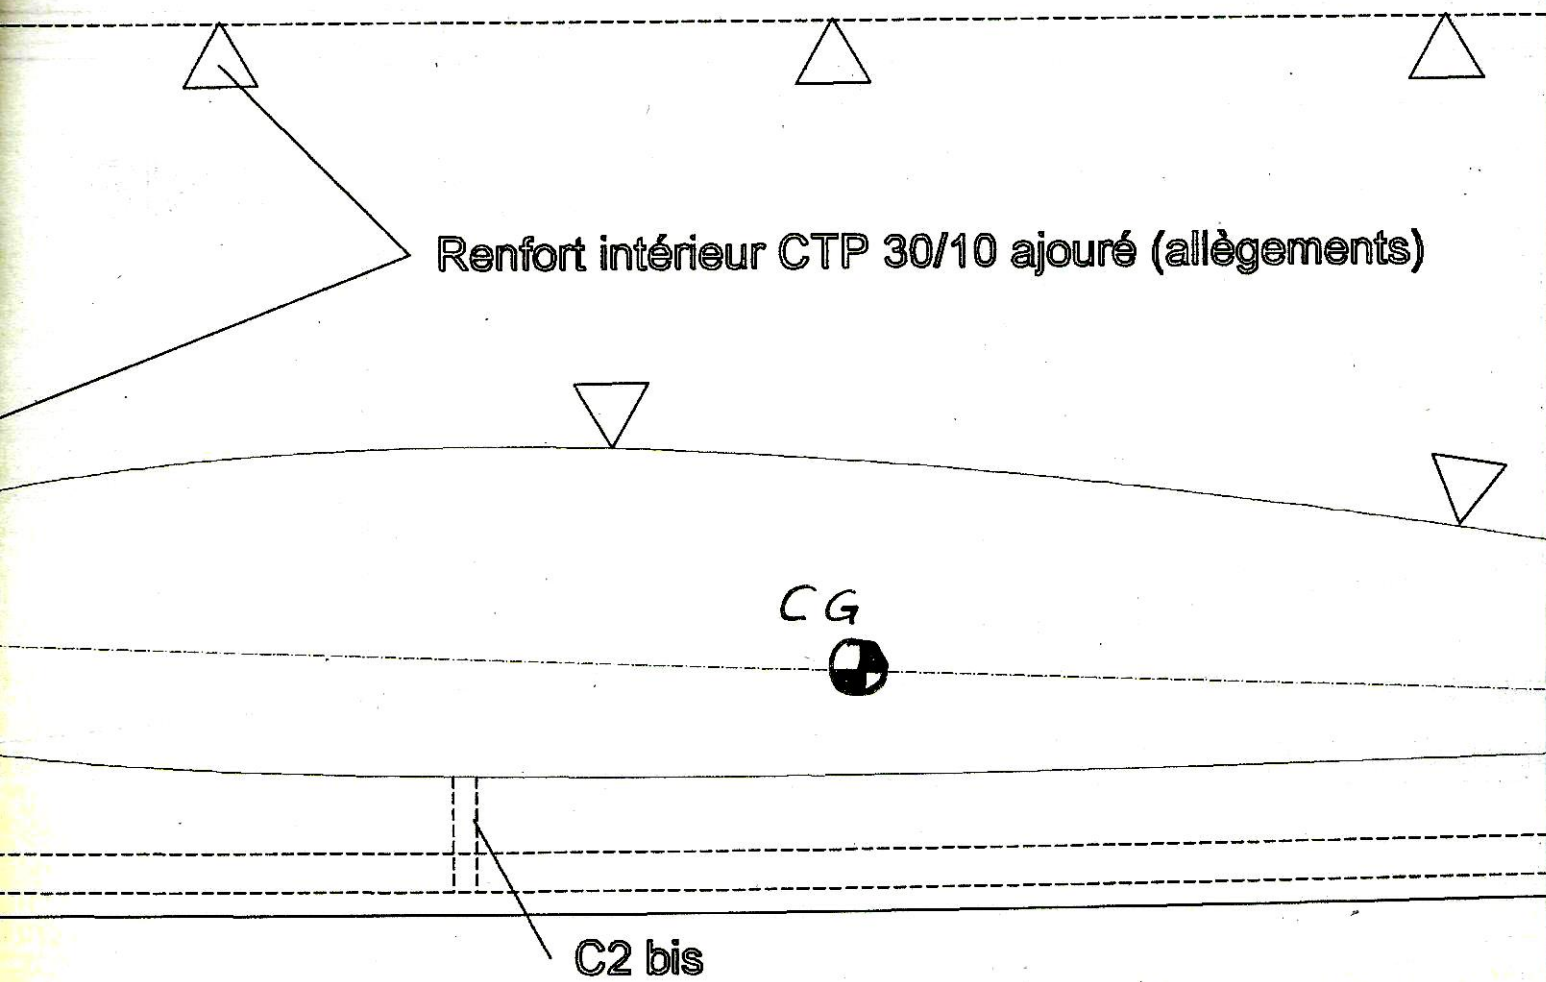 Renfort intérieur CTP 30/10 ajouré (allègements)
CG
C2 bis